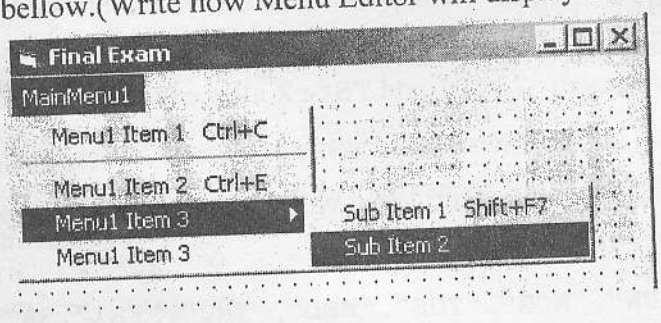 bellow.(Write how Menu Editor will display
Final Exam
MainMenu1
Menu1 Item 1 Ctrl+C
Menu1 Item 2 Ctrl+E
Menu1 Item 3
Sub Item 1 Shift+F7
Sub Item 2
Menu1 Item 3